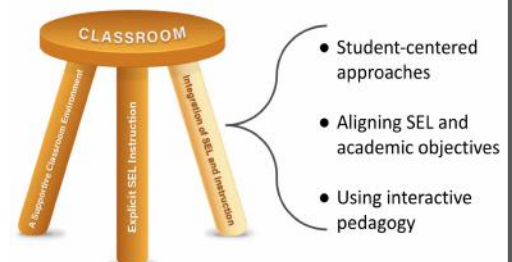 CLASSROOM
A Supportive Classroom Environment
Explicit SEL Instruction
Integration of SEL and Instruction
● Student-centered
approaches
● Aligning SEL and
academic objectives
● Using interactive
pedagogy